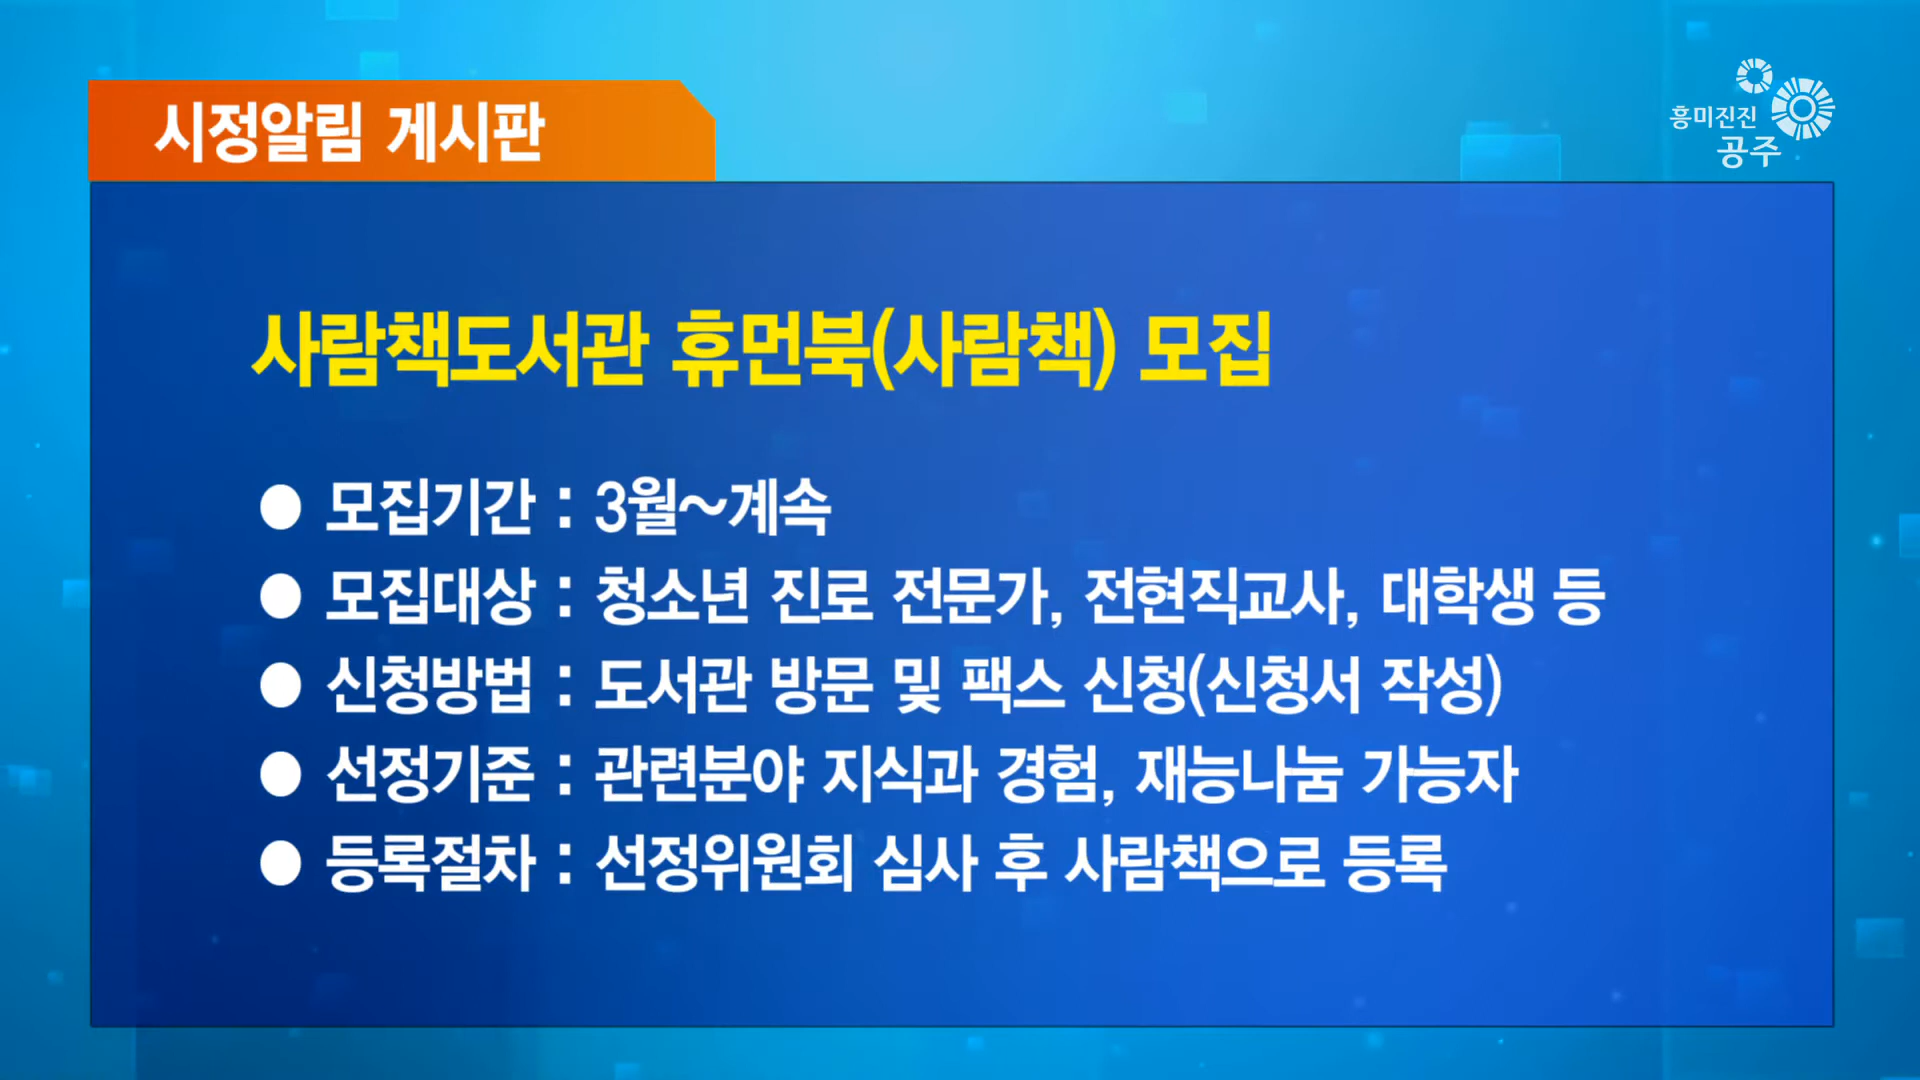 시정알림 게시판
흥미진진
공주
사람책도서관 휴먼북(사람책) 모집
● 모집기간 : 3월~계속
● 모집대상 : 청소년 진로 전문가, 전현직교사, 대학생 등
● 신청방법 : 도서관 방문 및 팩스 신청(신청서 작성)
● 선정기준 : 관련분야 지식과 경험, 재능나눔 가능자
● 등록절차 : 선정위원회 심사 후 사람책으로 등록